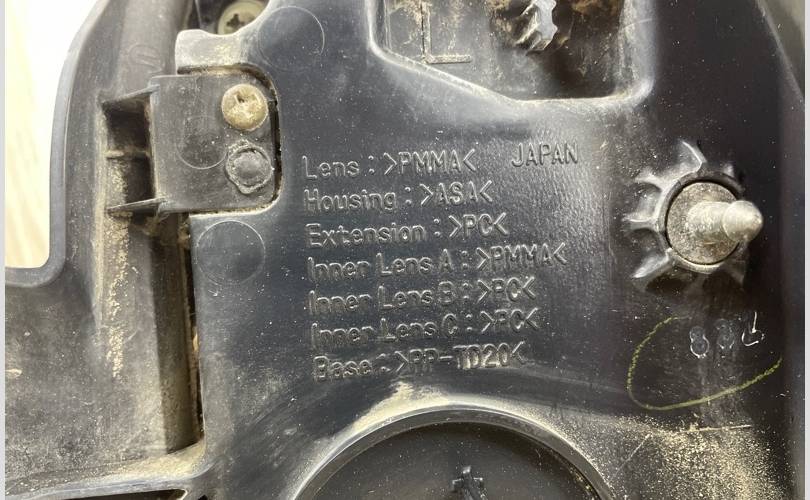 L
Lens : >PMMA< JAPAN
Housing : >ASA<
Extension : >PC<
Inner Lens A : >PMMA<
Inner Lens B : >PC<
Inner Lens C : >PC<
Base : >PP-TD20<